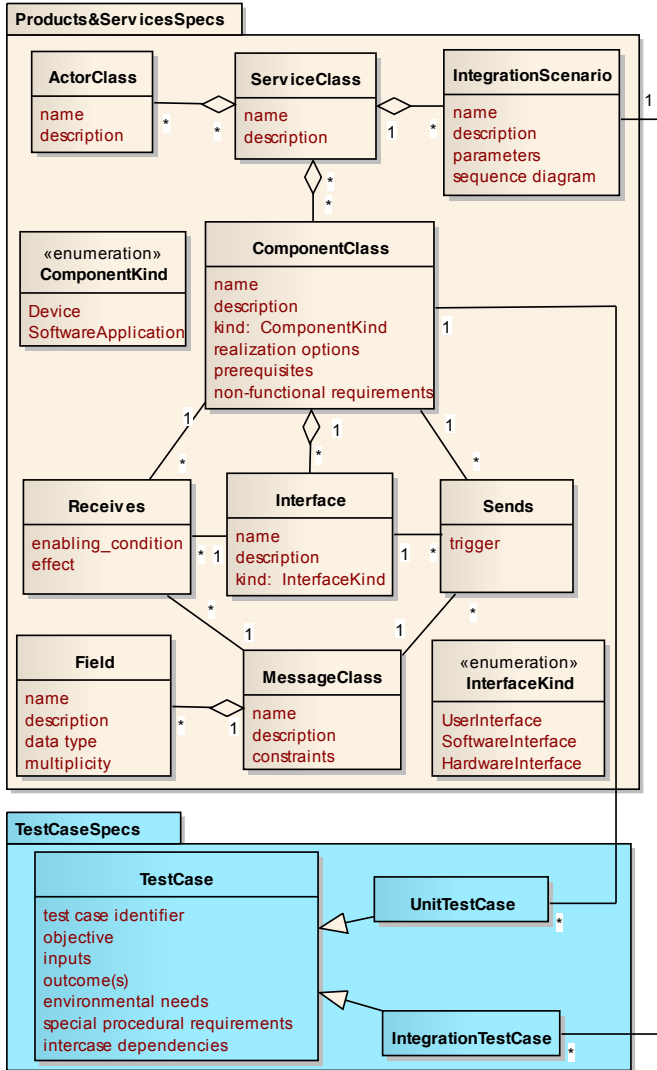 Products&ServicesSpecs
ActorClass
name
description
ServiceClass
name
description
IntegrationScenario
name
description
parameters
sequence diagram
1
*
*
1
*
*
*
«enumeration»
ComponentKind
Device
SoftwareApplication
ComponentClass
name
description
kind: ComponentKind
realization options
prerequisites
non-functional requirements
1
1
*
1
*
1
*
Receives
enabling_condition
effect
Interface
name
description
kind: InterfaceKind
Sends
trigger
*
1
1
*
*
1
1
*
Field
name
description
data type
multiplicity
*
1
MessageClass
name
description
constraints
«enumeration»
InterfaceKind
UserInterface
SoftwareInterface
HardwareInterface
TestCaseSpecs
TestCase
test case identifier
objective
inputs
outcome(s)
environmental needs
special procedural requirements
intercase dependencies
UnitTestCase
*
IntegrationTestCase
*